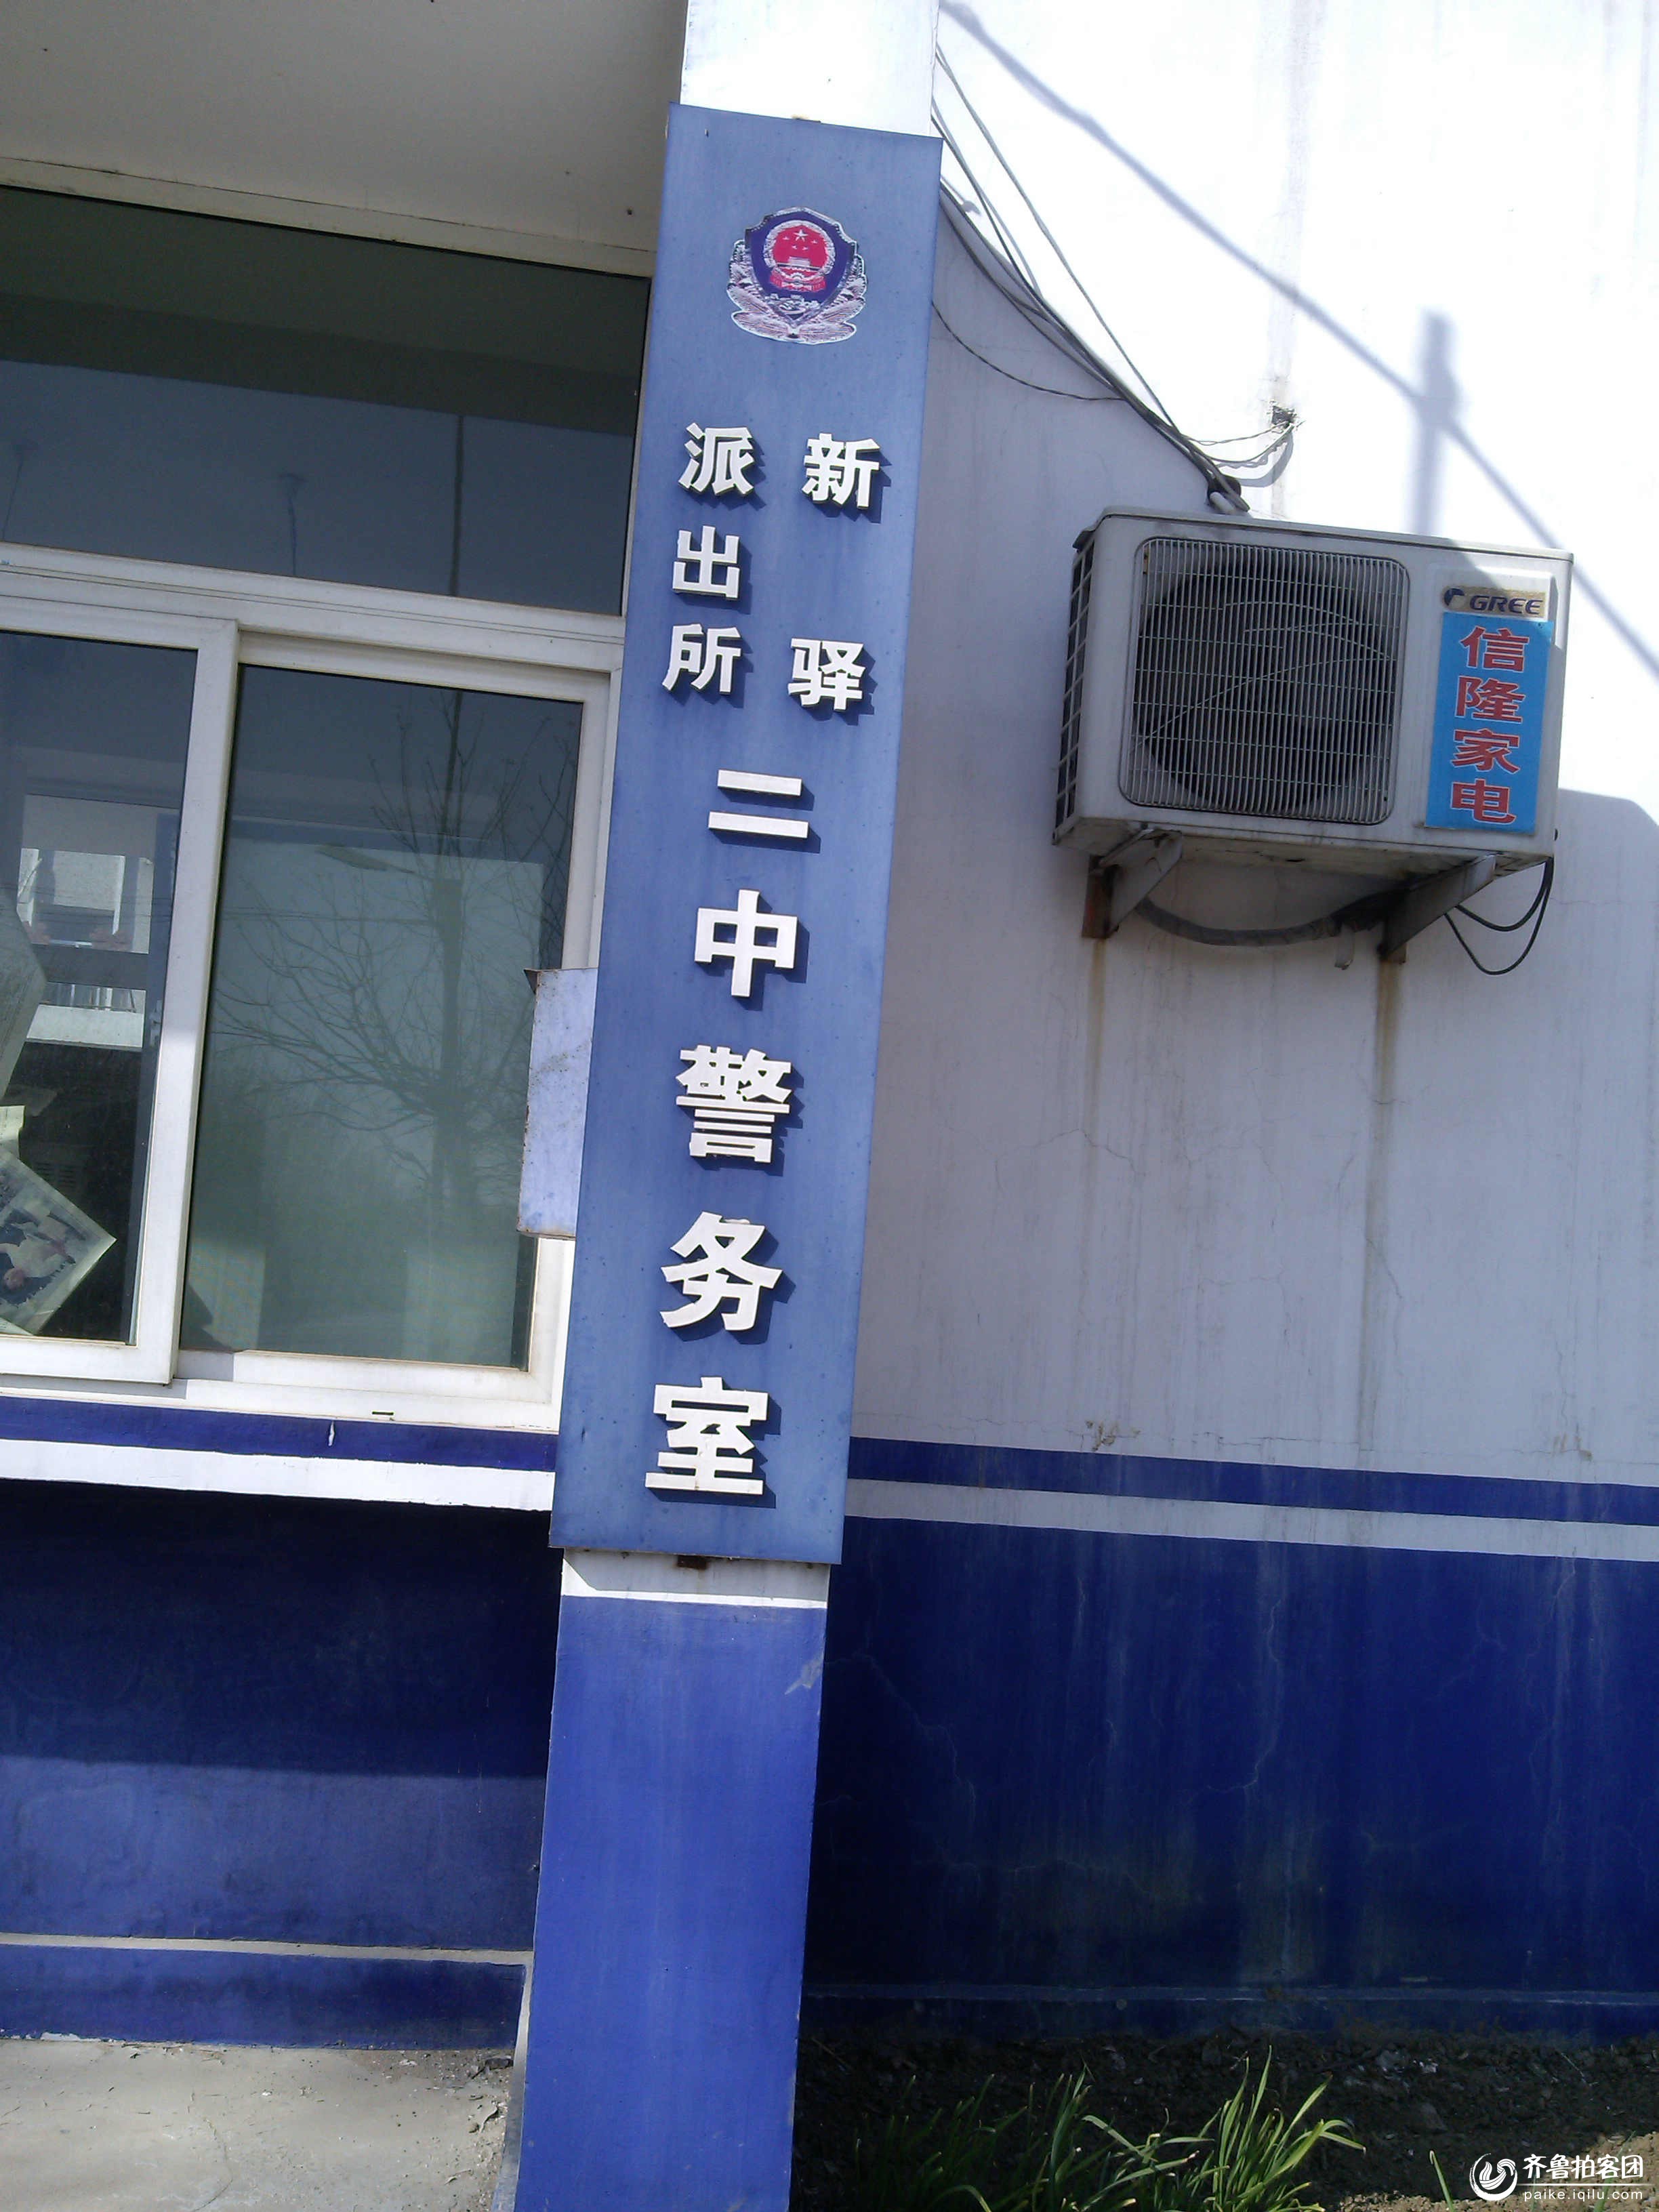 新驿
派出所
二中警务室
GREE
信隆家电
齐鲁拍客团
paike.iqilu.com